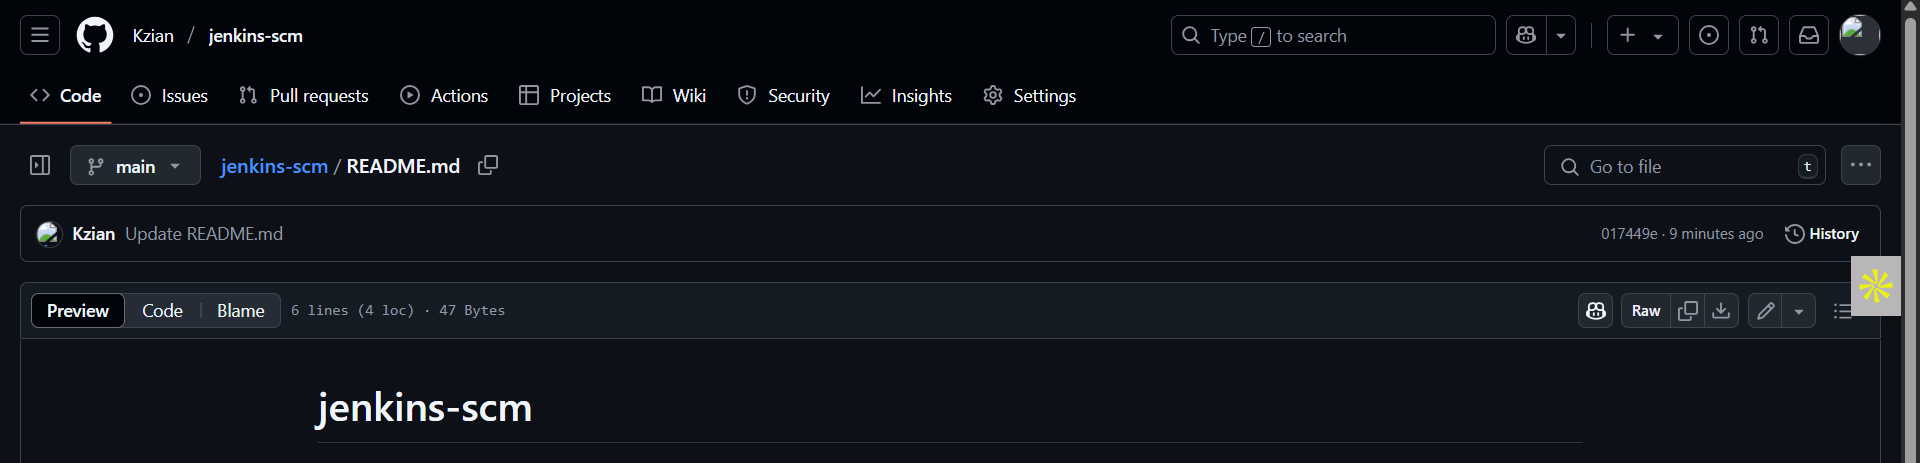 Kzian / jenkins-scm
Type / to search
Code Issues Pull requests Actions Projects Wiki Security Insights Settings
main jenkins-scm / README.md
Go to file t
Kzian Update README.md
017449e · 9 minutes ago History
Preview Code Blame 6 lines (4 loc) · 47 Bytes
Raw
jenkins-scm